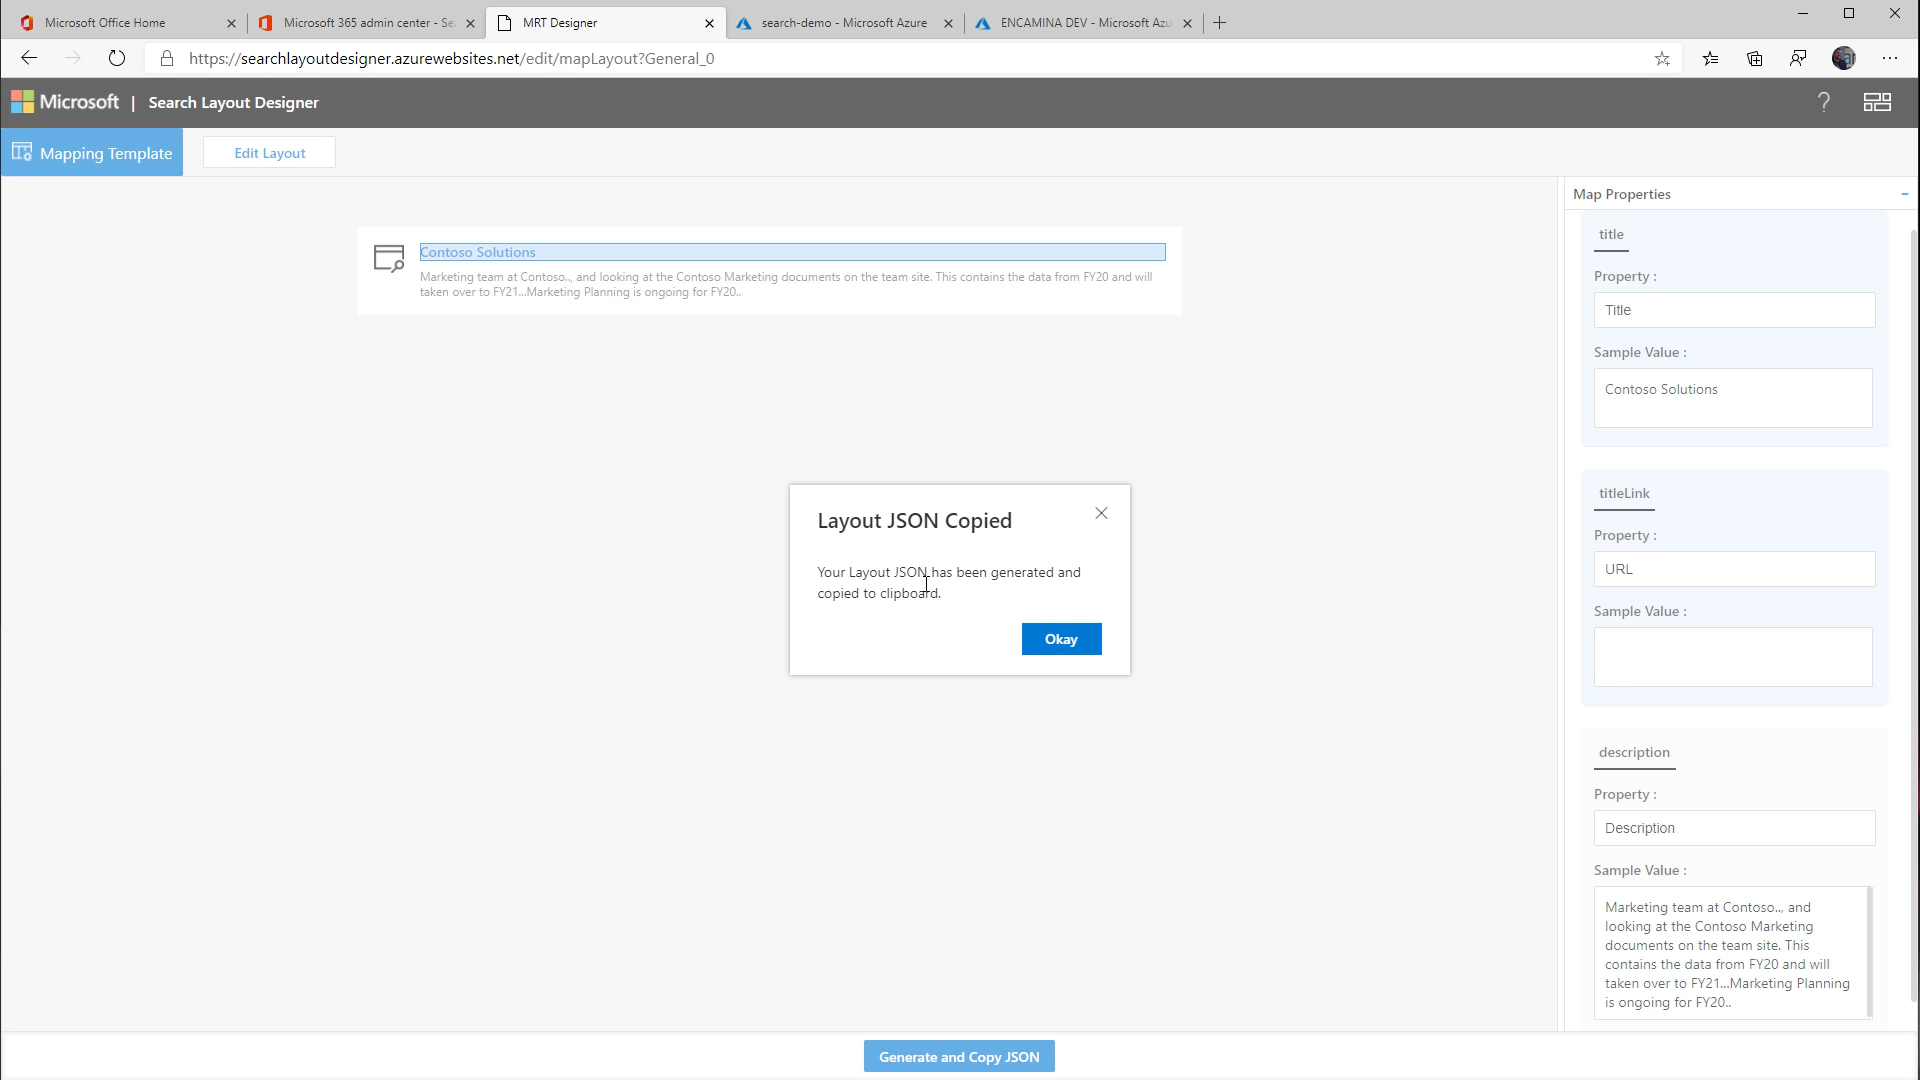 Microsoft Office Home
Microsoft 365 admin center - Se
MRT Designer
search-demo - Microsoft Azure
ENCAMINA DEV - Microsoft Azu
https://searchlayoutdesigner.azurewebsites.net/edit/mapLayout?General_0
Microsoft | Search Layout Designer
?
Mapping Template
Edit Layout
Contoso Solutions
Marketing team at Contoso.., and looking at the Contoso Marketing documents on the team site. This contains the data from FY20 and will
taken over to FY21...Marketing Planning is ongoing for FY20..
Layout JSON Copied
Your Layout JSON has been generated and
copied to clipboard.
Okay
Map Properties
title
Property :
Title
Sample Value :
Contoso Solutions
titleLink
Property :
URL
Sample Value :
description
Property :
Description
Sample Value :
Marketing team at Contoso.., and
looking at the Contoso Marketing
documents on the team site. This
contains the data from FY20 and will
taken over to FY21...Marketing Planning
is ongoing for FY20..
Generate and Copy JSON